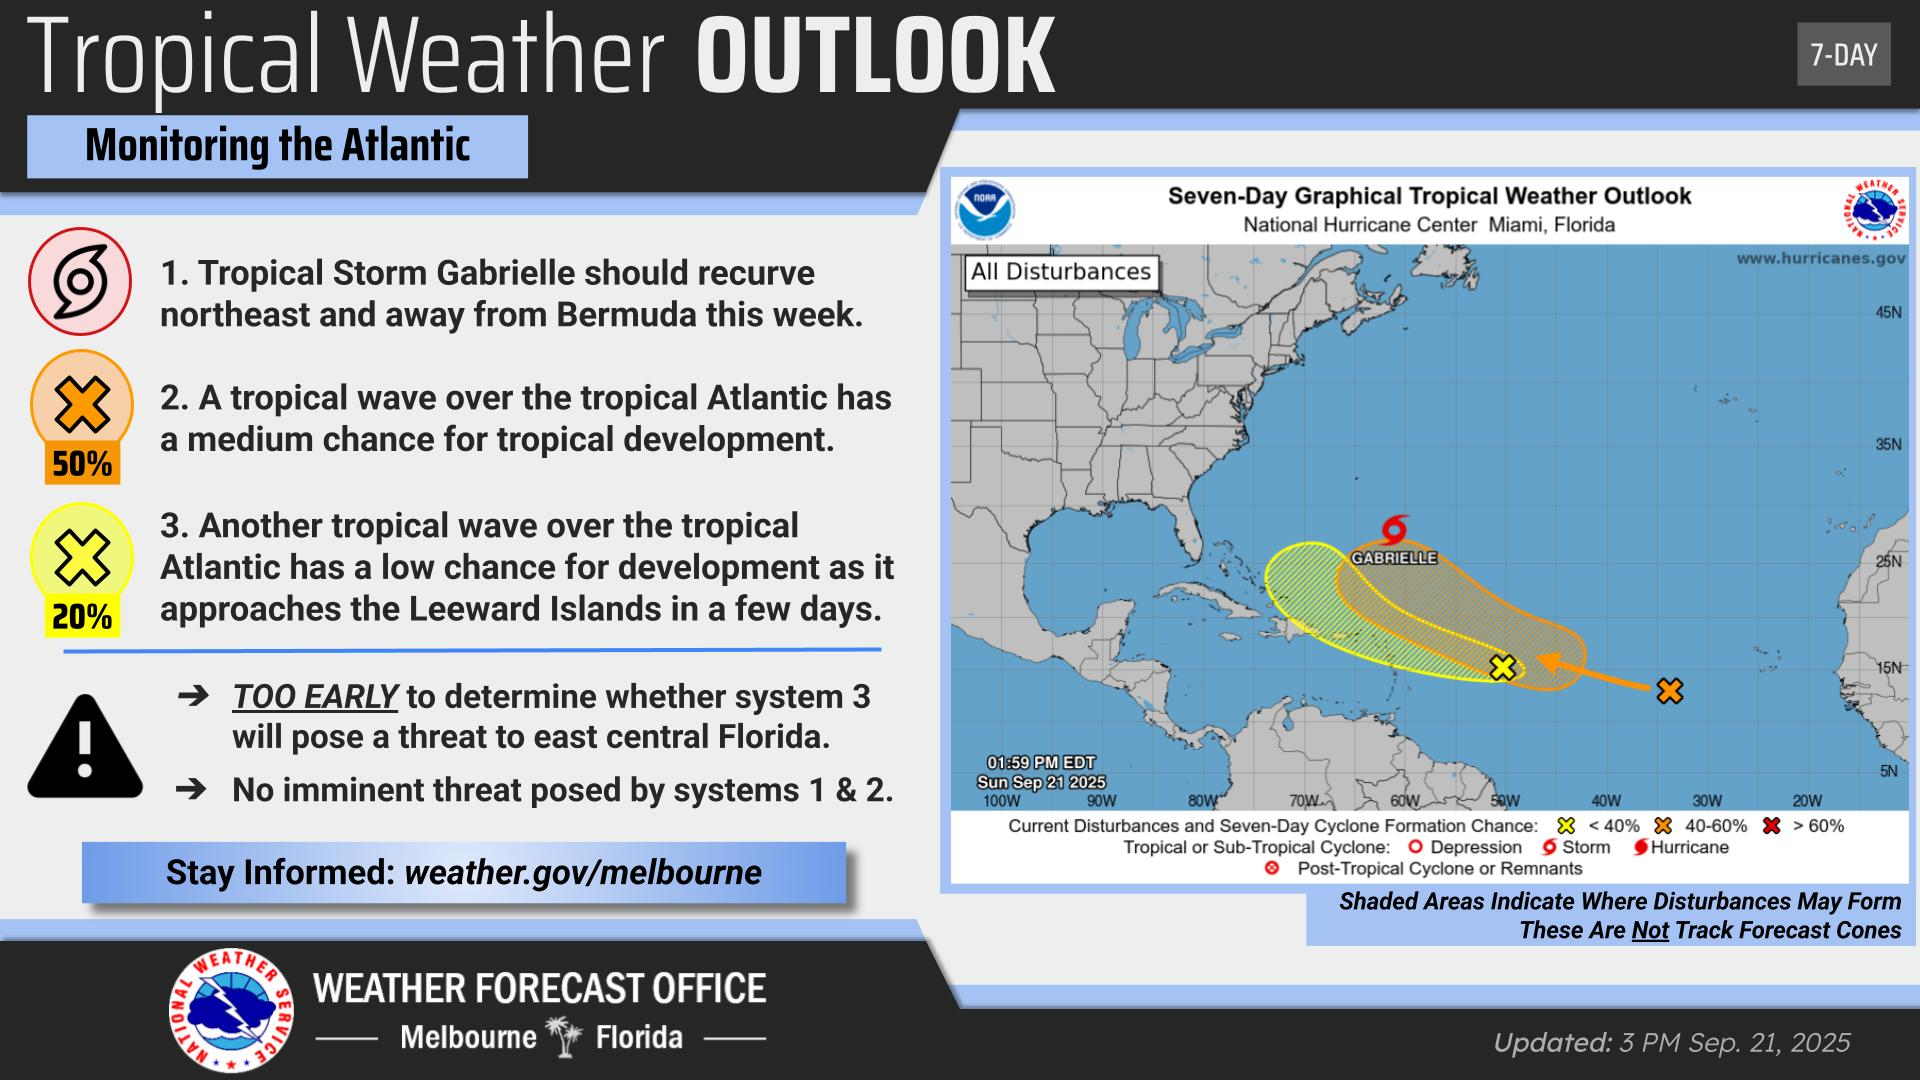 Tropical Weather OUTLOOK
7-DAY
Monitoring the Atlantic
1. Tropical Storm Gabrielle should recurve
northeast and away from Bermuda this week.
2. A tropical wave over the tropical Atlantic has
a medium chance for tropical development.
50%
3. Another tropical wave over the tropical
Atlantic has a low chance for development as it
approaches the Leeward Islands in a few days.
20%
➔ TOO EARLY to determine whether system 3
will pose a threat to east central Florida.
➔ No imminent threat posed by systems 1 & 2.
Stay Informed: weather.gov/melbourne
NATIONAL WEATHER SERVICE
WEATHER FORECAST OFFICE
Melbourne Florida
NOAA
Seven-Day Graphical Tropical Weather Outlook
National Hurricane Center Miami, Florida
NATIONAL WEATHER SERVICE
All Disturbances
www.hurricanes.gov
45N
35N
GABRIELLE
25N
15N
01:59 PM EDT
Sun Sep 21 2025
5N
100W 90W 80W 70W 60W 50W 40W 30W 20W
Current Disturbances and Seven-Day Cyclone Formation Chance: < 40% 40-60% > 60%
Tropical or Sub-Tropical Cyclone: Depression Storm Hurricane
Post-Tropical Cyclone or Remnants
Shaded Areas Indicate Where Disturbances May Form
These Are Not Track Forecast Cones
Updated: 3 PM Sep. 21, 2025